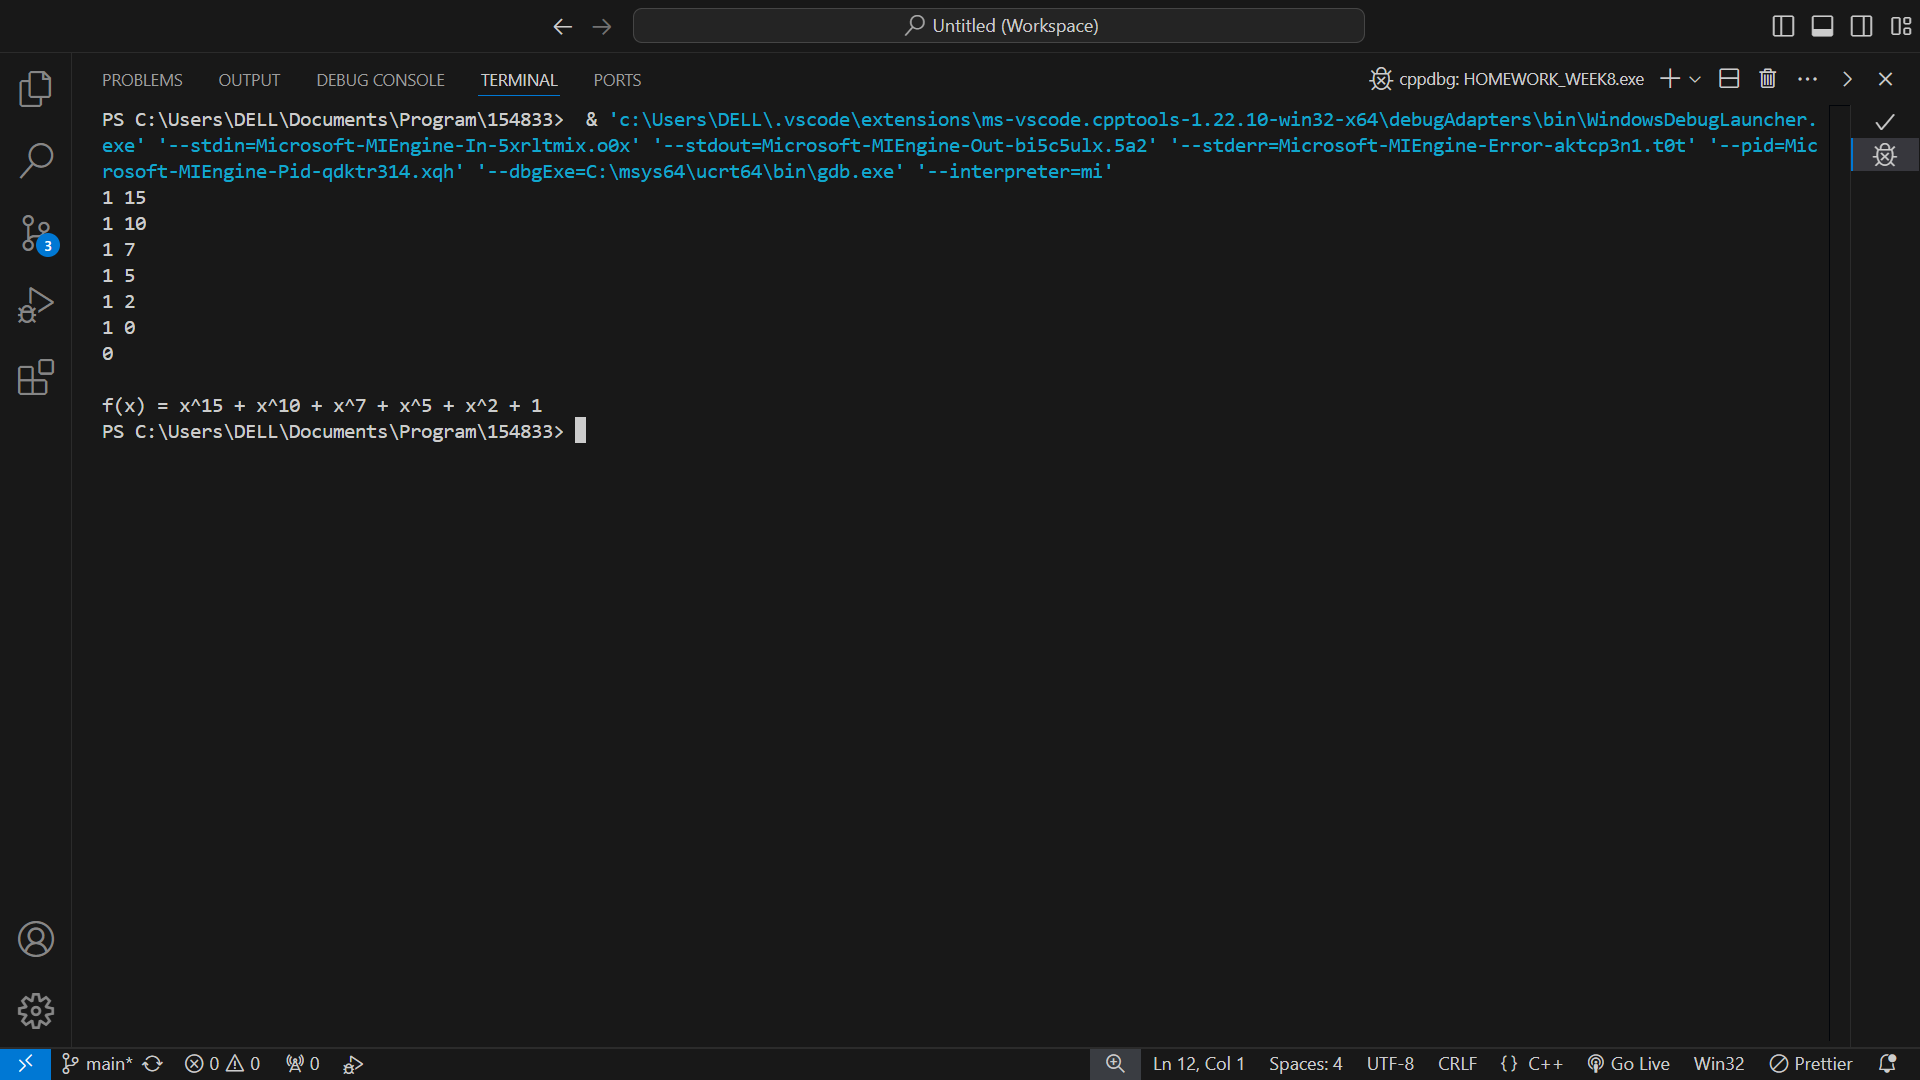 Untitled (Workspace)
PROBLEMS OUTPUT DEBUG CONSOLE TERMINAL PORTS cppdbg: HOMEWORK_WEEK8.exe
PS C:\Users\DELL\Documents\Program\154833>  & 'c:\Users\DELL\.vscode\extensions\ms-vscode.cpptools-1.22.10-win32-x64\debugAdapters\bin\WindowsDebugLauncher.
exe' '--stdin=Microsoft-MIEngine-In-5xrltmix.o0x' '--stdout=Microsoft-MIEngine-Out-bi5c5ulx.5a2' '--stderr=Microsoft-MIEngine-Error-aktcp3n1.t0t' '--pid=Mic
rosoft-MIEngine-Pid-qdktr314.xqh' '--dbgExe=C:\msys64\ucrt64\bin\gdb.exe' '--interpreter=mi'
1 15
1 10
1 7
1 5
1 2
1 0
0
f(x) = x^15 + x^10 + x^7 + x^5 + x^2 + 1
PS C:\Users\DELL\Documents\Program\154833>
3
main* 0 0 0 Ln 12, Col 1 Spaces: 4 UTF-8 CRLF {} C++ Go Live Win32 Prettier